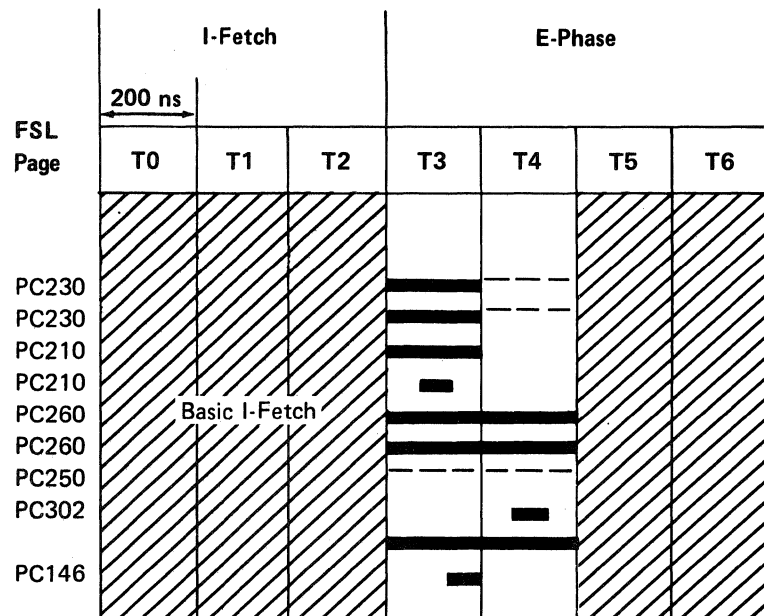 I-Fetch E-Phase
200 ns
FSL
Page T0 T1 T2 T3 T4 T5 T6
PC230
PC230
PC210
PC210
Basic I-Fetch
PC260
PC260
PC250
PC302
PC146